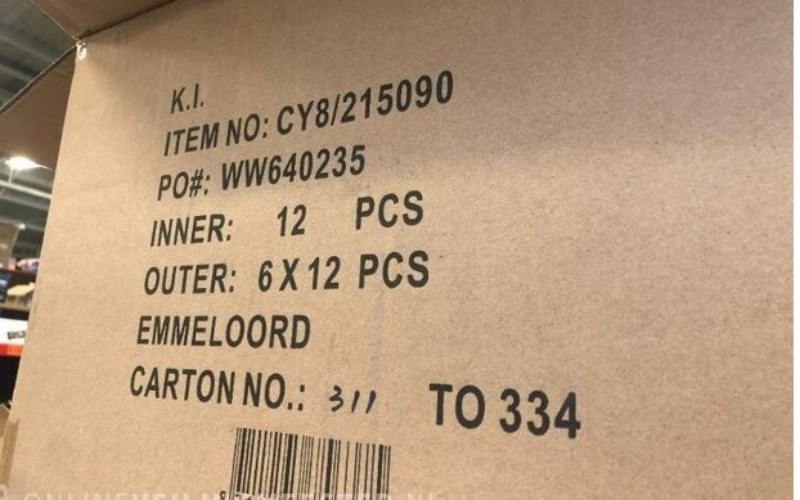 K.I.
ITEM NO: CY8/215090
PO#: WW640235
INNER: 12 PCS
OUTER: 6 X 12 PCS
EMMELOORD
CARTON NO.: 311 TO 334